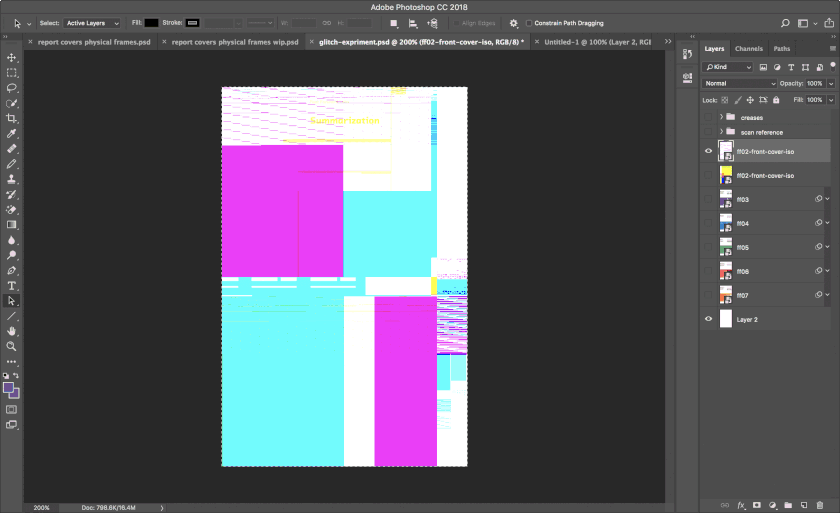 Adobe Photoshop CC 2018
Select: Active Layers Fill: Stroke: W: H: Align Edges Constrain Path Dragging
× report covers physical frames.psd × report covers physical frames wip.psd × glitch-expriment.psd @ 200% (ff02-front-cover-iso, RGB/8) * × Untitled-1 @ 100% (Layer 2, RGB
Layers Channels Paths
Kind
Normal Opacity: 100%
Lock: Fill: 100%
creases
scan reference
ff02-front-cover-iso
ff02-front-cover-iso
ff03
ff04
ff05
ff06
ff07
Layer 2
200% Doc: 798.6K/16.4M